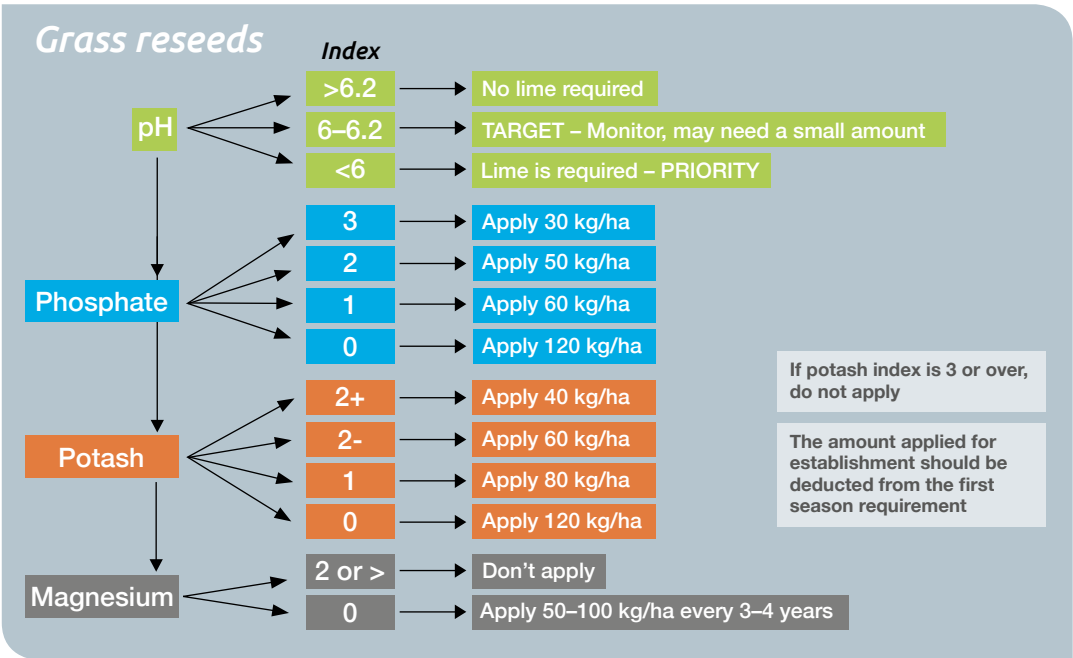 Grass reseeds
Index
pH
>6.2
No lime required
6–6.2
TARGET – Monitor, may need a small amount
<6
Lime is required – PRIORITY
Phosphate
3
Apply 30 kg/ha
2
Apply 50 kg/ha
1
Apply 60 kg/ha
0
Apply 120 kg/ha
Potash
2+
Apply 40 kg/ha
2-
Apply 60 kg/ha
1
Apply 80 kg/ha
0
Apply 120 kg/ha
If potash index is 3 or over,
do not apply
The amount applied for
establishment should be
deducted from the first
season requirement
Magnesium
2 or >
Don’t apply
0
Apply 50–100 kg/ha every 3–4 years